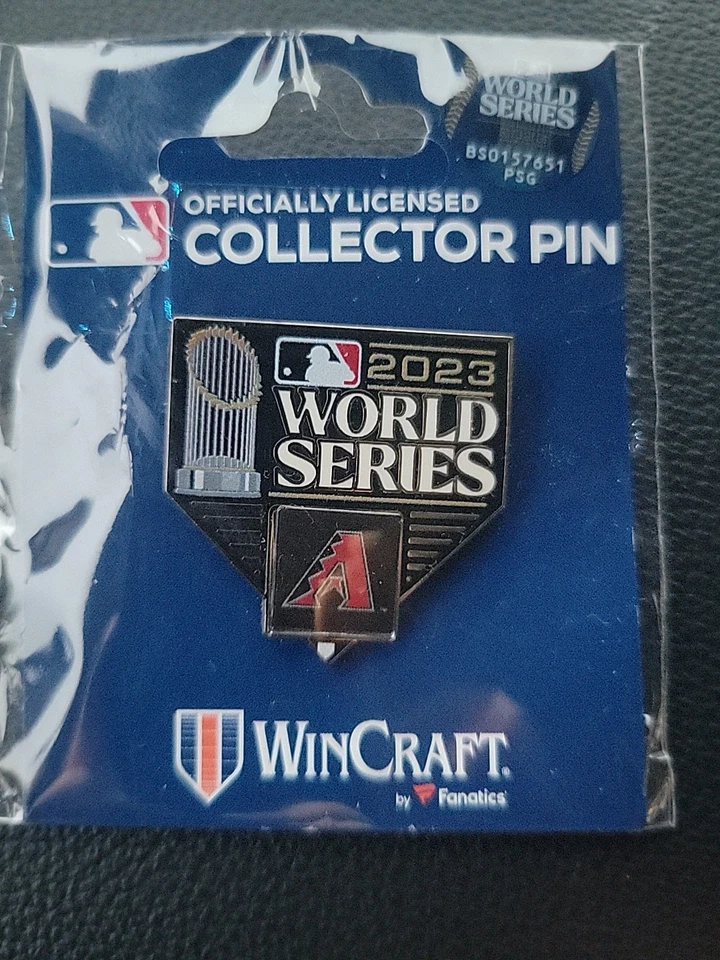 WORLD
SERIES
BS0157651
PSG
OFFICIALLY LICENSED
COLLECTOR PIN
2023
WORLD
SERIES
A
WINCRAFT.
by Fanatics